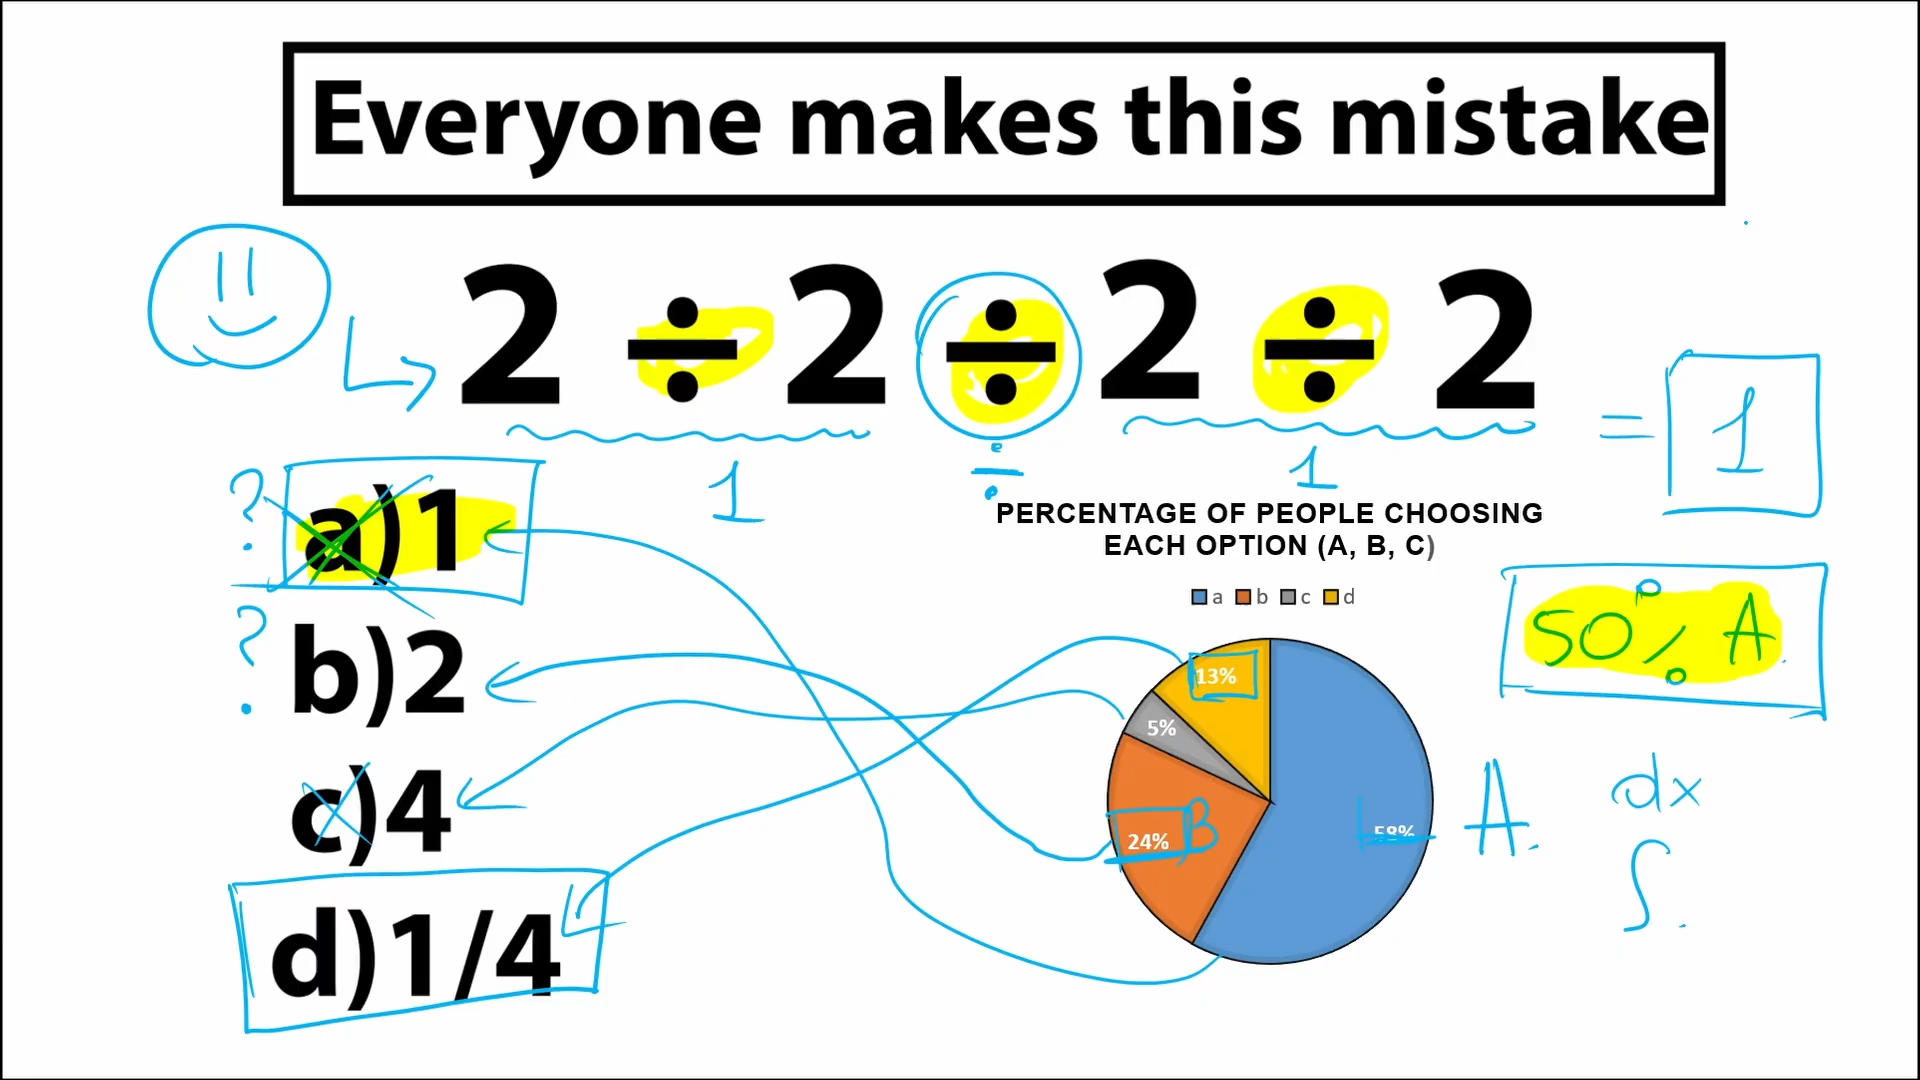 Everyone makes this mistake
2 ÷ 2 ÷ 2 ÷ 2
= 1
1 ÷ 1
? a) 1
? b) 2
c) 4
d) 1/4
PERCENTAGE OF PEOPLE CHOOSING
EACH OPTION (A, B, C)
a b c d
13%
5%
24% B
58% A.
50% A.
dx
∫.